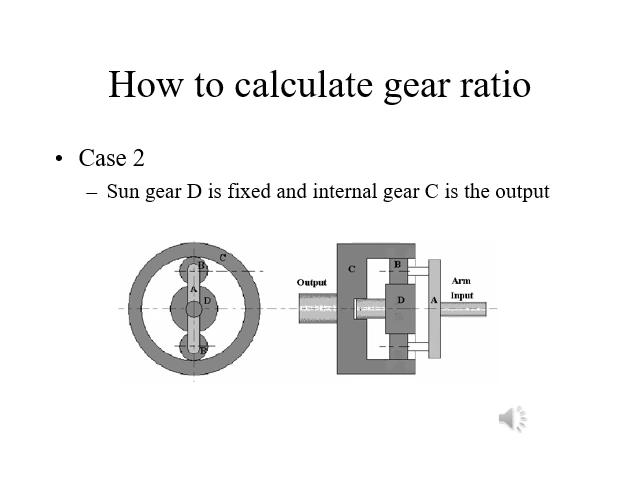 How to calculate gear ratio
• Case 2
– Sun gear D is fixed and internal gear C is the output
C
B
A
D
B
Output
C
B
D
A
Arm
Input